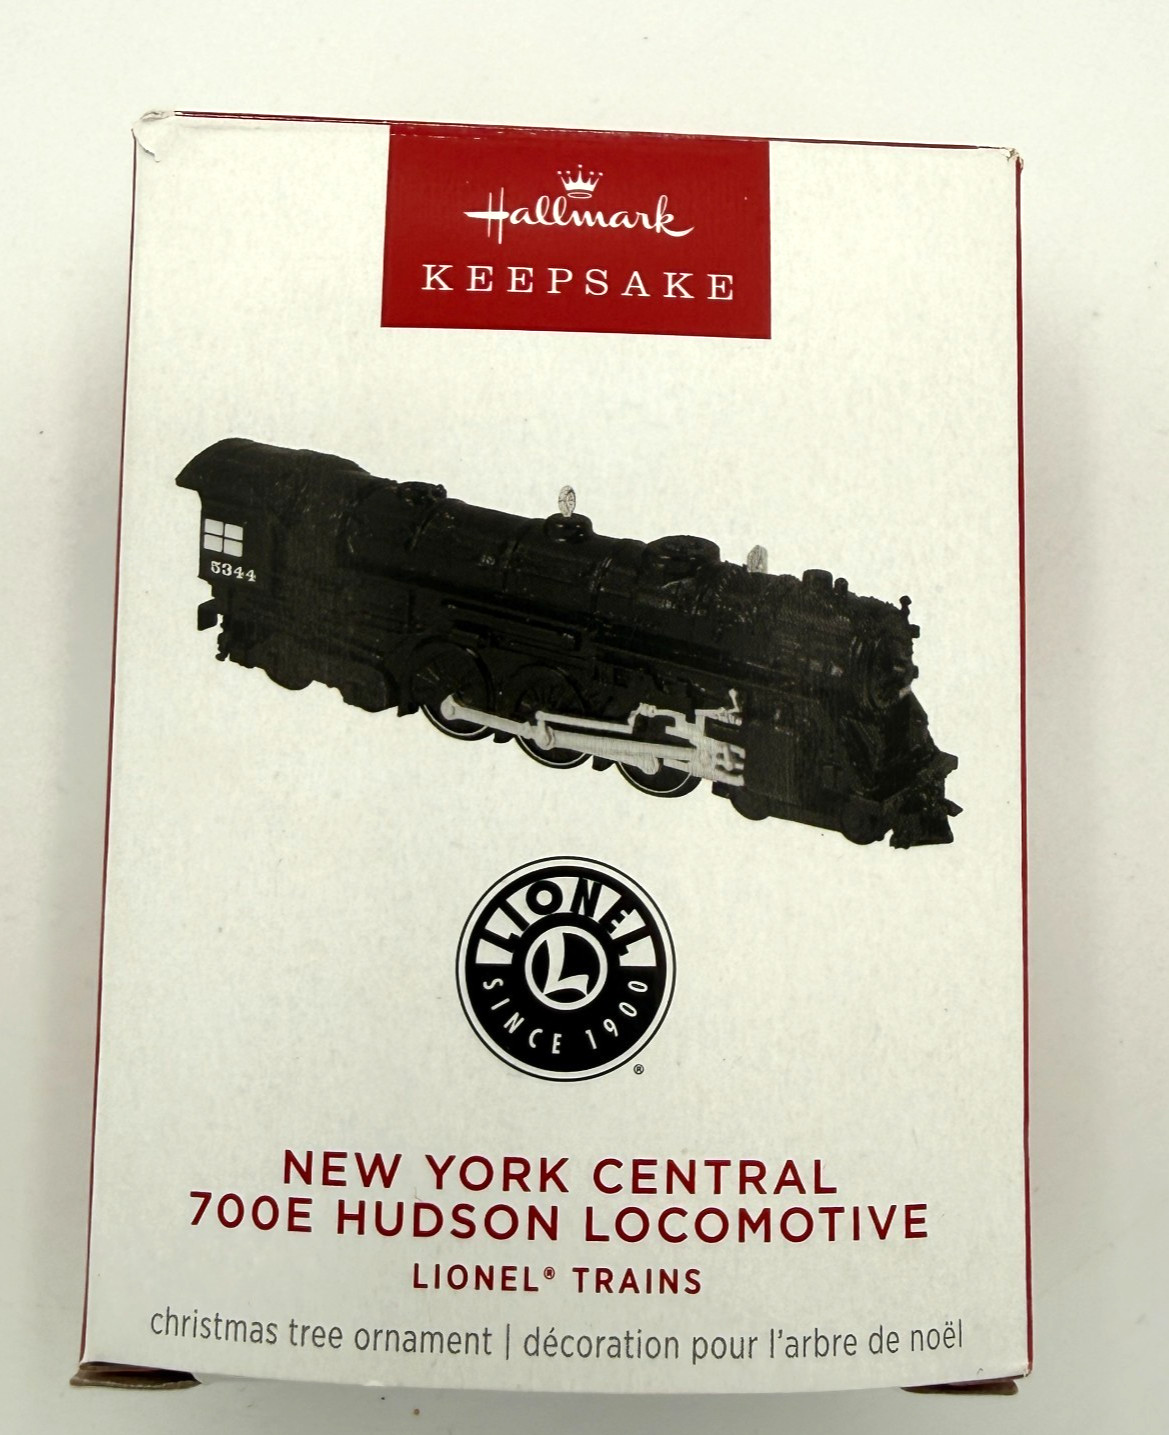 Hallmark
KEEPSAKE
5344
LIONEL
L
SINCE 1900
®
NEW YORK CENTRAL
700E HUDSON LOCOMOTIVE
LIONEL® TRAINS
christmas tree ornament | décoration pour l'arbre de noël